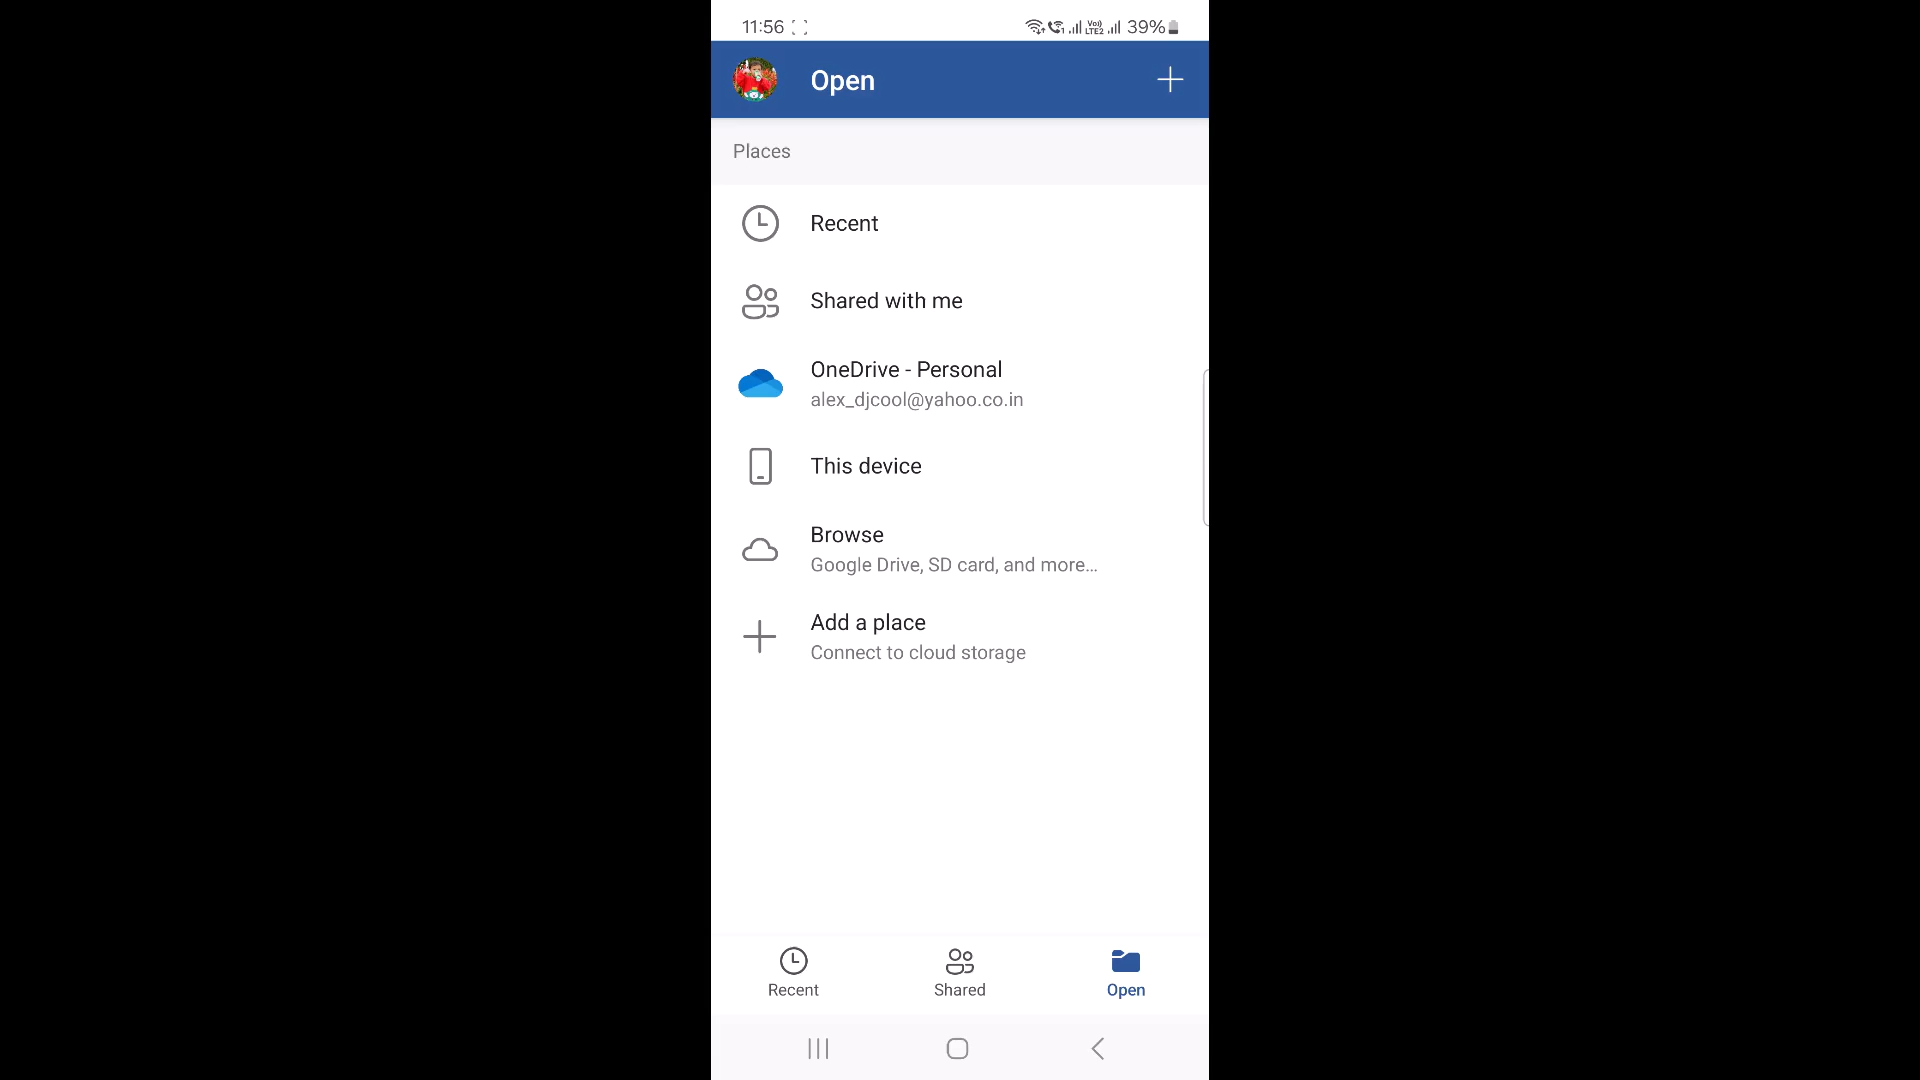 11:56 39%
Open
Places
Recent
Shared with me
OneDrive - Personal
alex_djcool@yahoo.co.in
This device
Browse
Google Drive, SD card, and more...
Add a place
Connect to cloud storage
Recent Shared Open